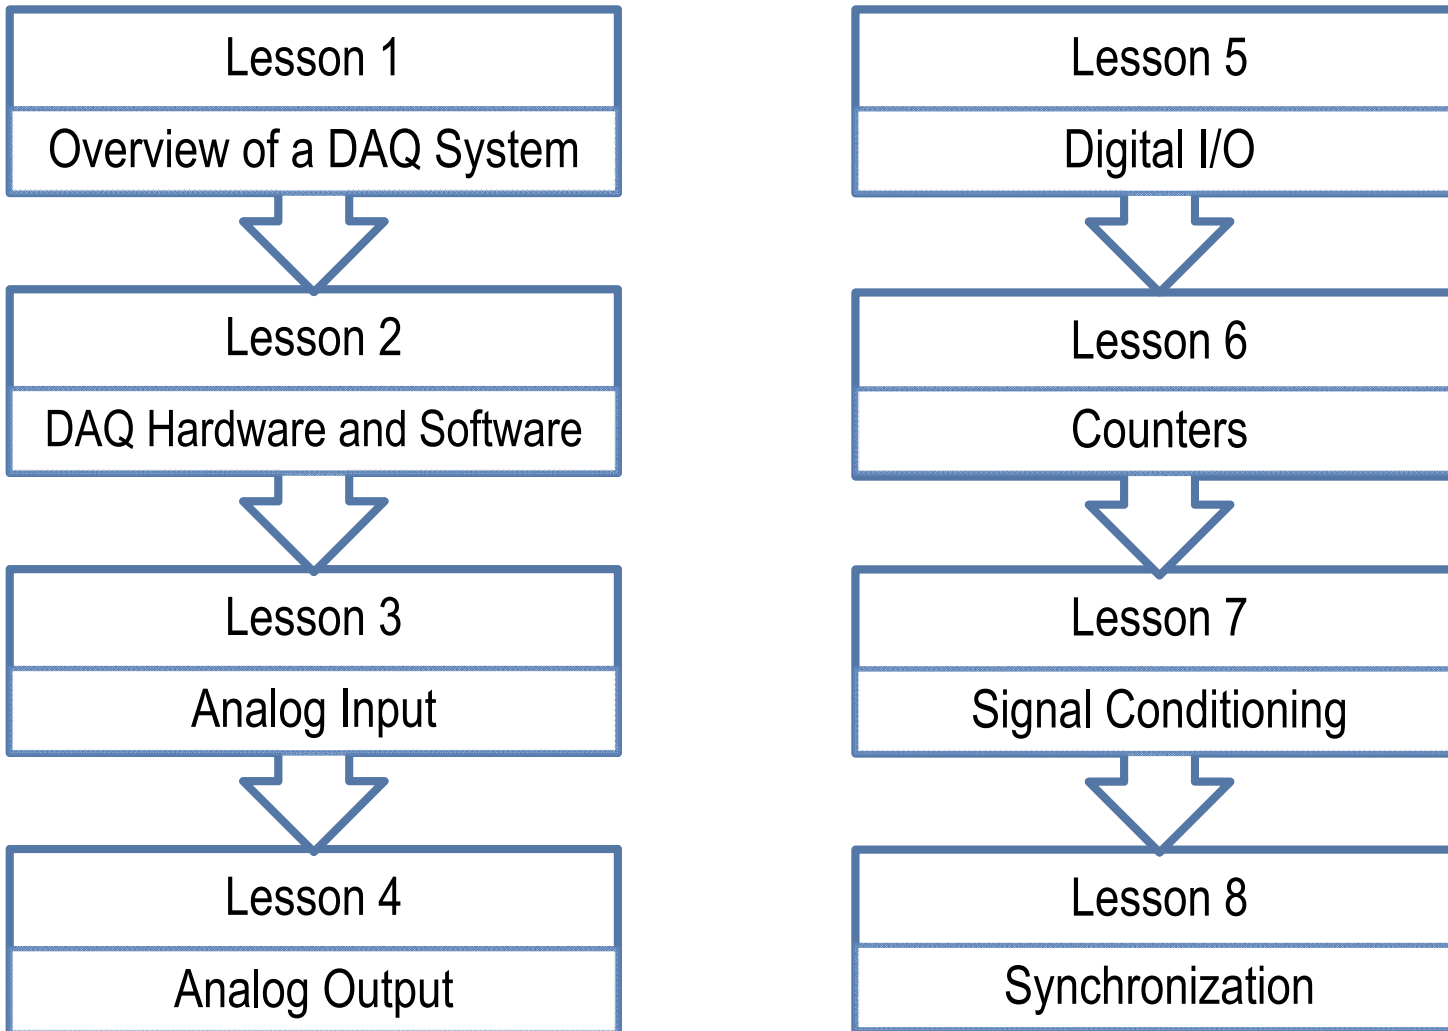 Lesson 1
Overview of a DAQ System
Lesson 2
DAQ Hardware and Software
Lesson 3
Analog Input
Lesson 4
Analog Output
Lesson 5
Digital I/O
Lesson 6
Counters
Lesson 7
Signal Conditioning
Lesson 8
Synchronization